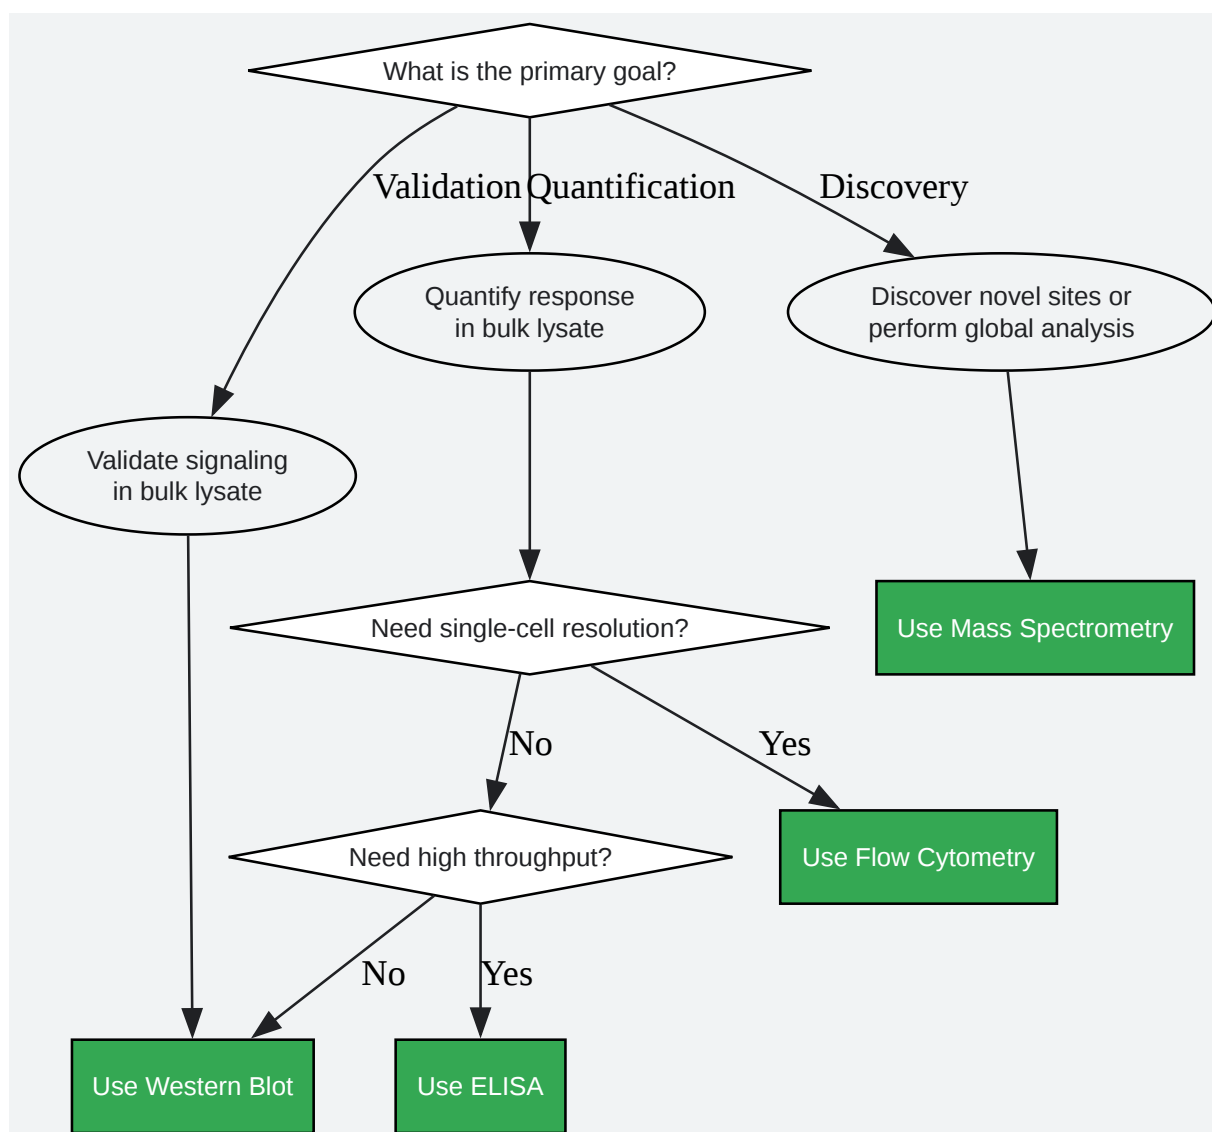 What is the primary goal?
Validation
Quantification
Discovery
Quantify response
in bulk lysate
Discover novel sites or
perform global analysis
Validate signaling
in bulk lysate
Need single-cell resolution?
Use Mass Spectrometry
No
Yes
Need high throughput?
Use Flow Cytometry
No
Yes
Use Western Blot
Use ELISA